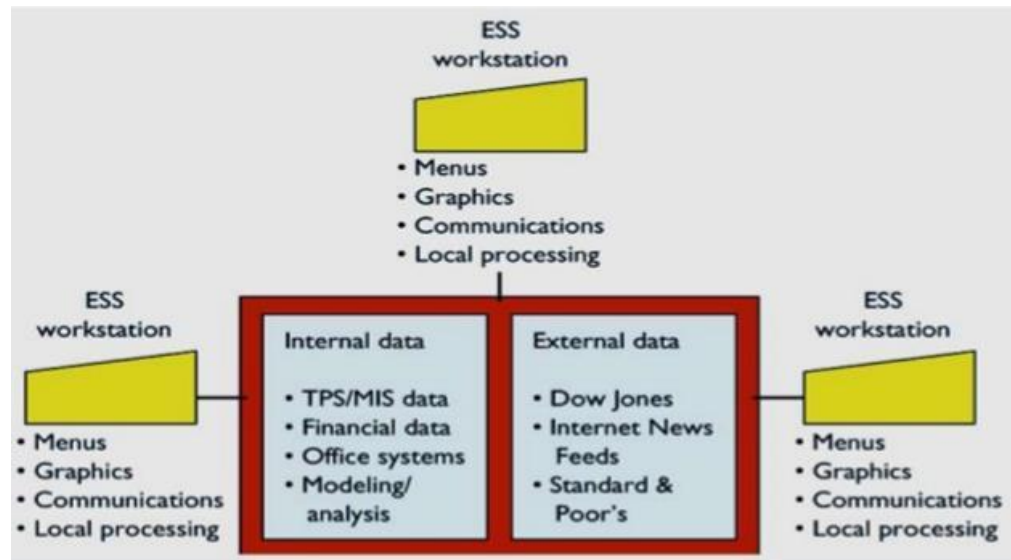 ESS
workstation
• Menus
• Graphics
• Communications
• Local processing
ESS
workstation
• Menus
• Graphics
• Communications
• Local processing
Internal data
• TPS/MIS data
• Financial data
• Office systems
• Modeling/
analysis
External data
• Dow Jones
• Internet News
Feeds
• Standard &
Poor's
ESS
workstation
• Menus
• Graphics
• Communications
• Local processing